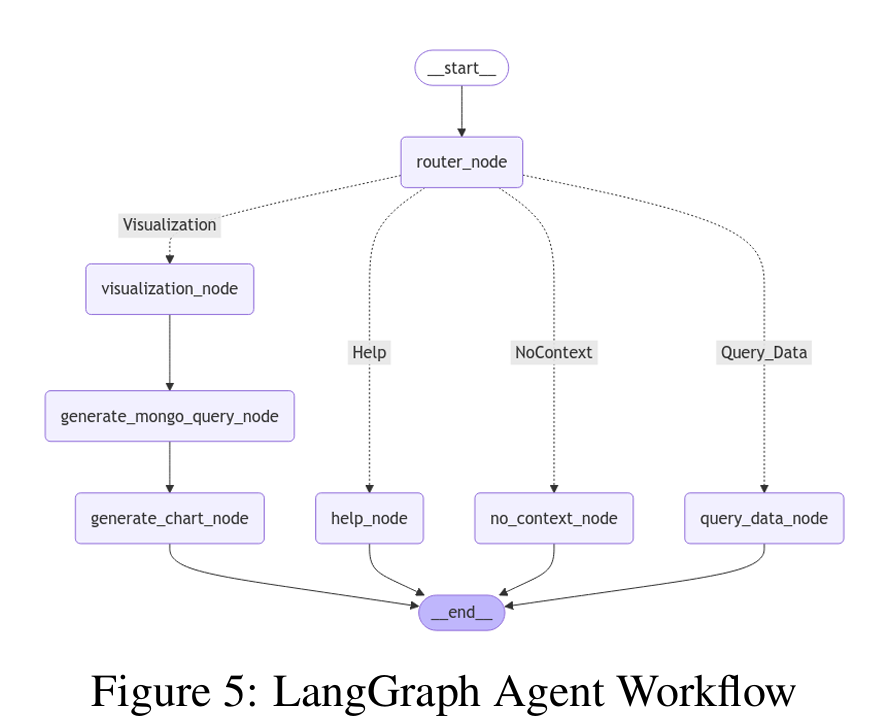 __start__
router_node
Visualization
visualization_node
Help
NoContext
Query_Data
generate_mongo_query_node
generate_chart_node
help_node
no_context_node
query_data_node
__end__
Figure 5: LangGraph Agent Workflow